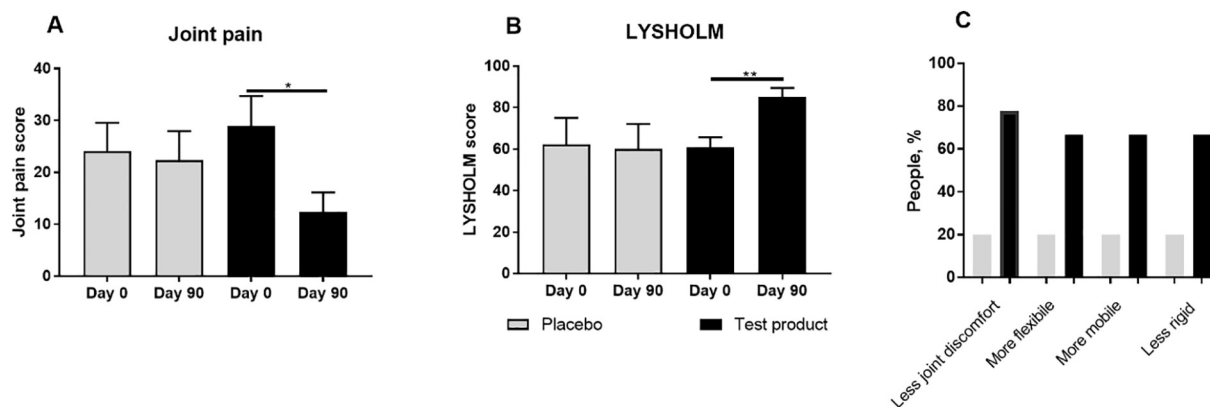 A
Joint pain
Joint pain score
40
30
20
10
0
*
Day 0 Day 90 Day 0 Day 90
B
LYSHOLM
LYSHOLM score
100
80
60
40
20
0
**
Day 0 Day 90 Day 0 Day 90
Placebo Test product
C
People, %
100
80
60
40
20
0
Less joint discomfort
More flexibile
More mobile
Less rigid